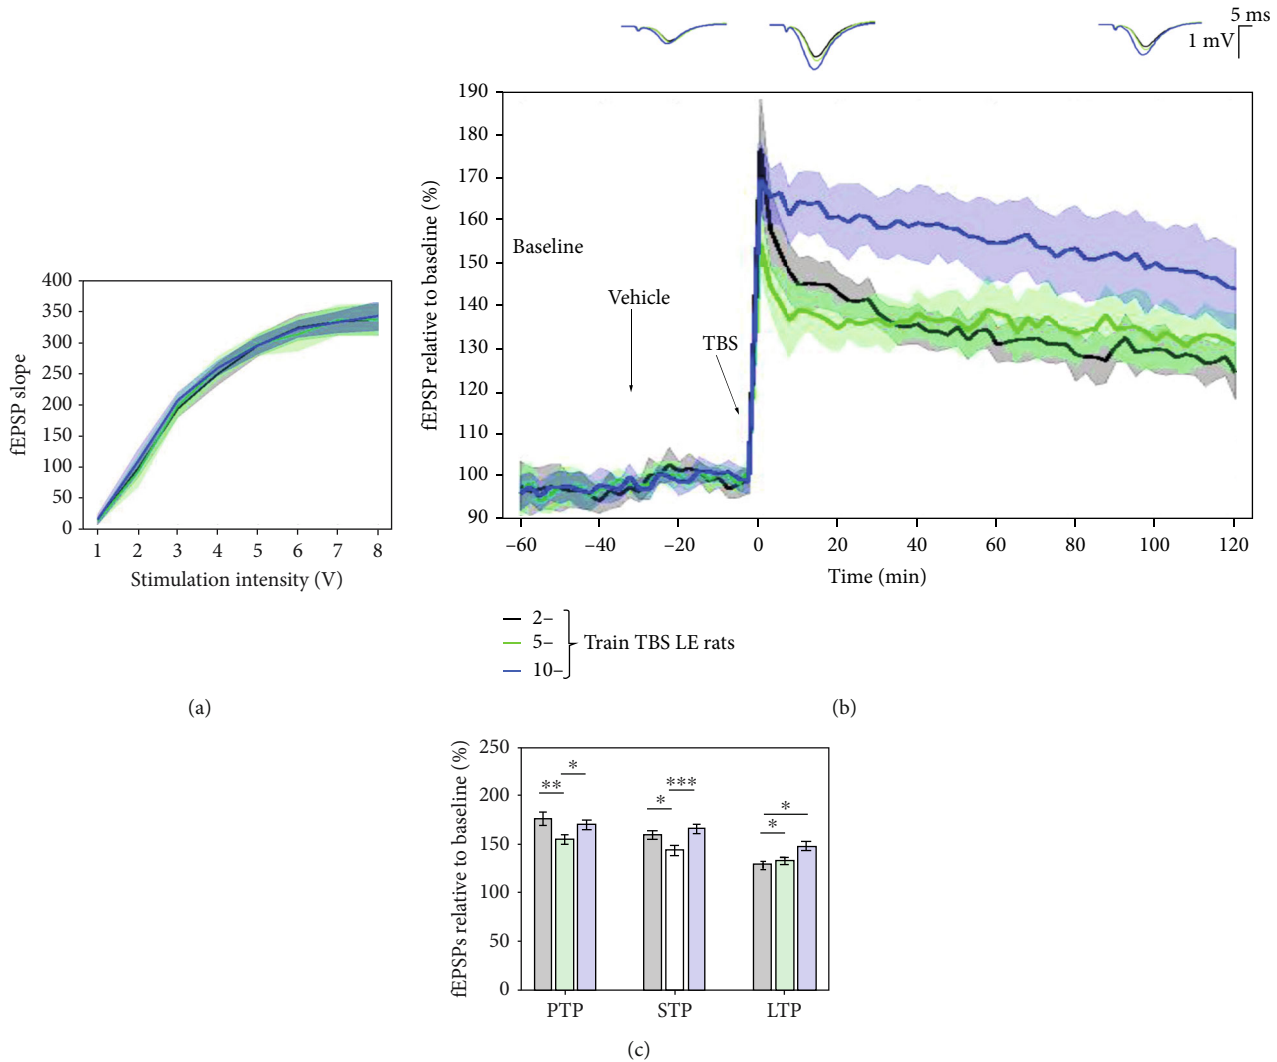 5 ms
1 mV
fEPSP slope
400
350
300
250
200
150
100
50
0
1 2 3 4 5 6 7 8
Stimulation intensity (V)
(a)
fEPSP relative to baseline (%)
190
180
170
160
150
140
130
120
110
100
90
Baseline
Vehicle
TBS
–60 –40 –20 0 20 40 60 80 100 120
Time (min)
2–
5–
10–
Train TBS LE rats
(b)
fEPSPs relative to baseline (%)
250
200
150
100
50
0
** *
* ***
* *
PTP STP LTP
(c)